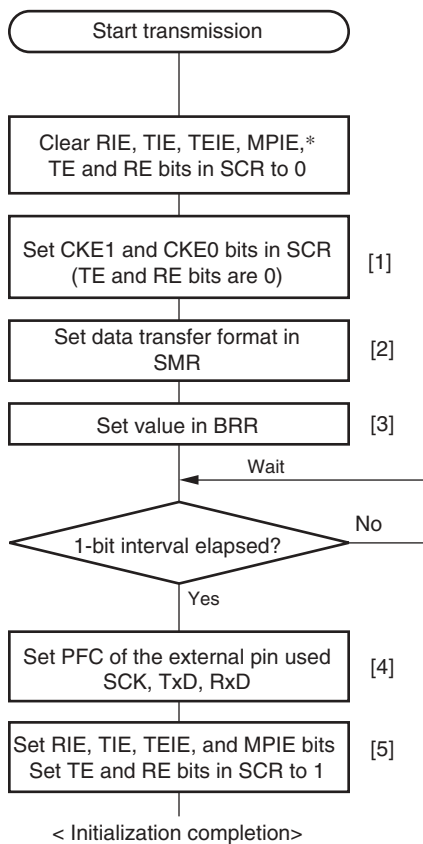 Start transmission
Clear RIE, TIE, TEIE, MPIE,*
TE and RE bits in SCR to 0
Set CKE1 and CKE0 bits in SCR
(TE and RE bits are 0)
[1]
Set data transfer format in
SMR
[2]
Set value in BRR
[3]
Wait
1-bit interval elapsed?
No
Yes
Set PFC of the external pin used
SCK, TxD, RxD
[4]
Set RIE, TIE, TEIE, and MPIE bits
Set TE and RE bits in SCR to 1
[5]
< Initialization completion>